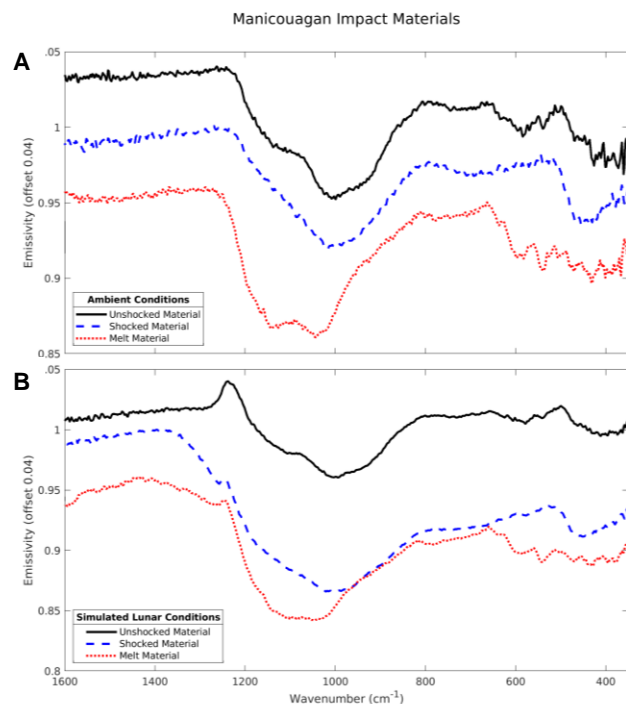 Manicouagan Impact Materials
A
.05
1
0.95
0.9
0.85
Emissivity (offset 0.04)
Ambient Conditions
Unshocked Material
Shocked Material
Melt Material
B
.05
1
0.95
0.9
0.85
0.8
Emissivity (offset 0.04)
Simulated Lunar Conditions
Unshocked Material
Shocked Material
Melt Material
1600 1400 1200 1000 800 600 400
Wavenumber (cm⁻¹)